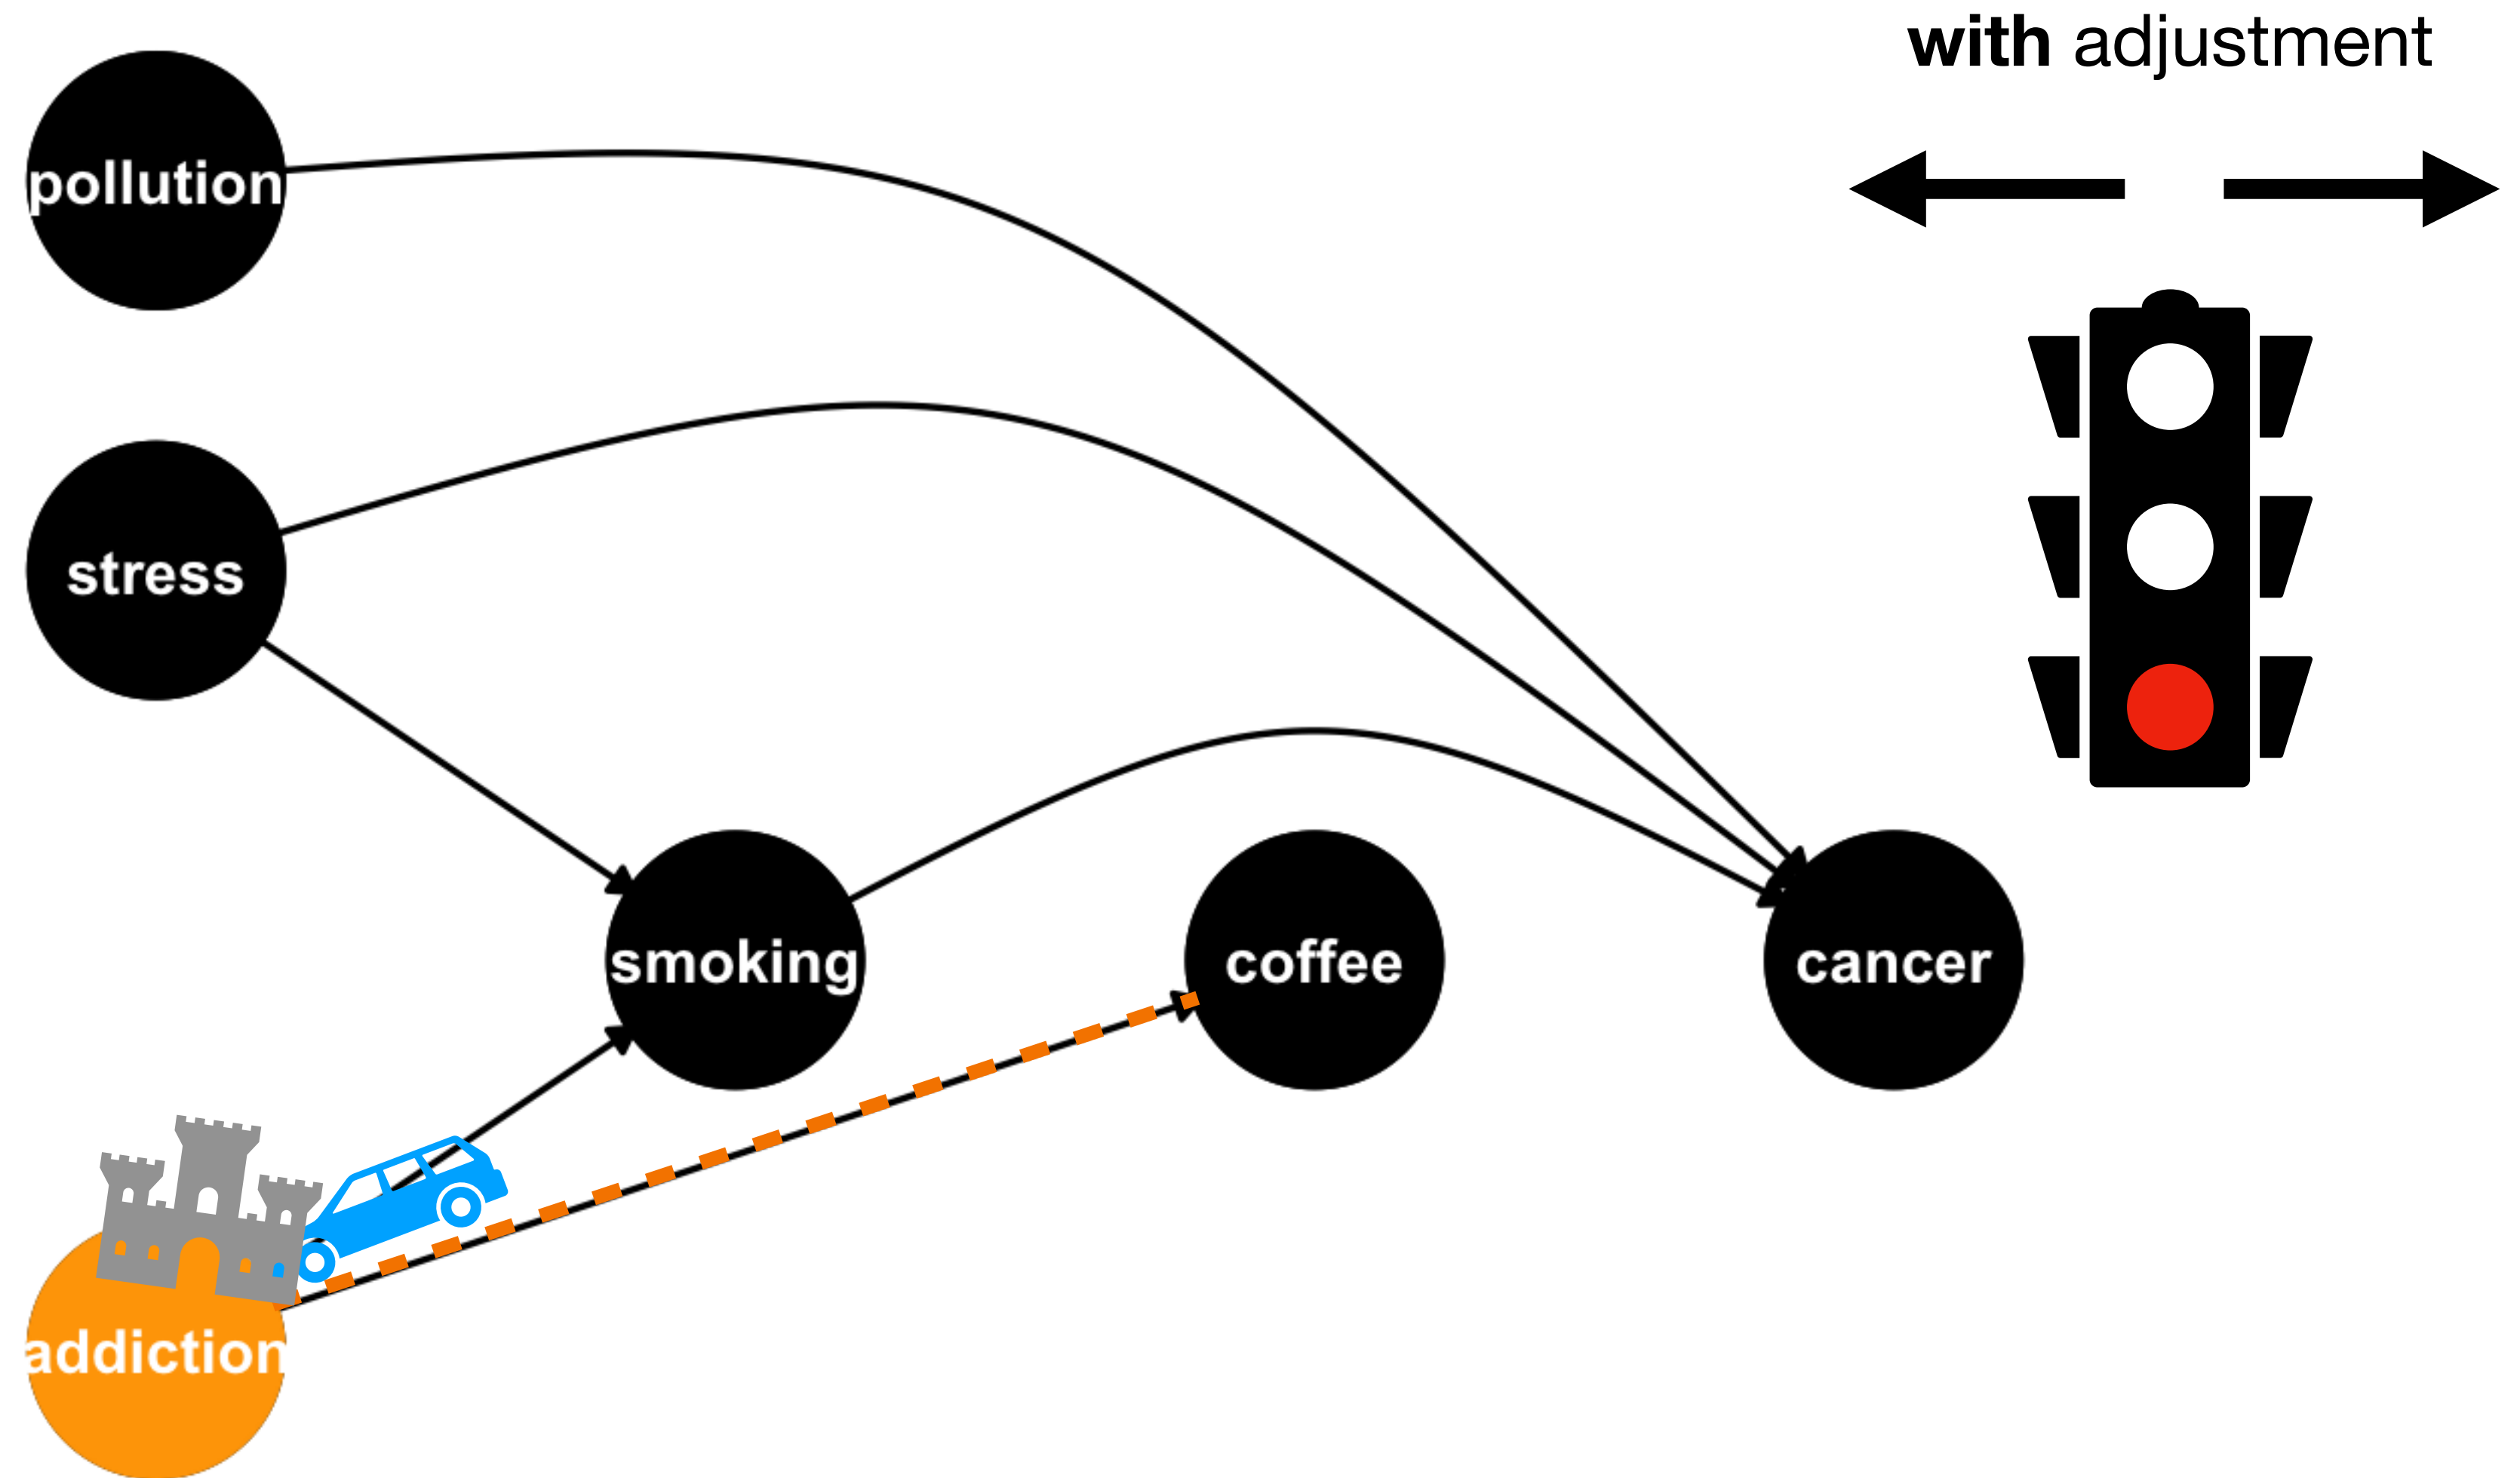 with adjustment
pollution
stress
smoking
coffee
cancer
addiction